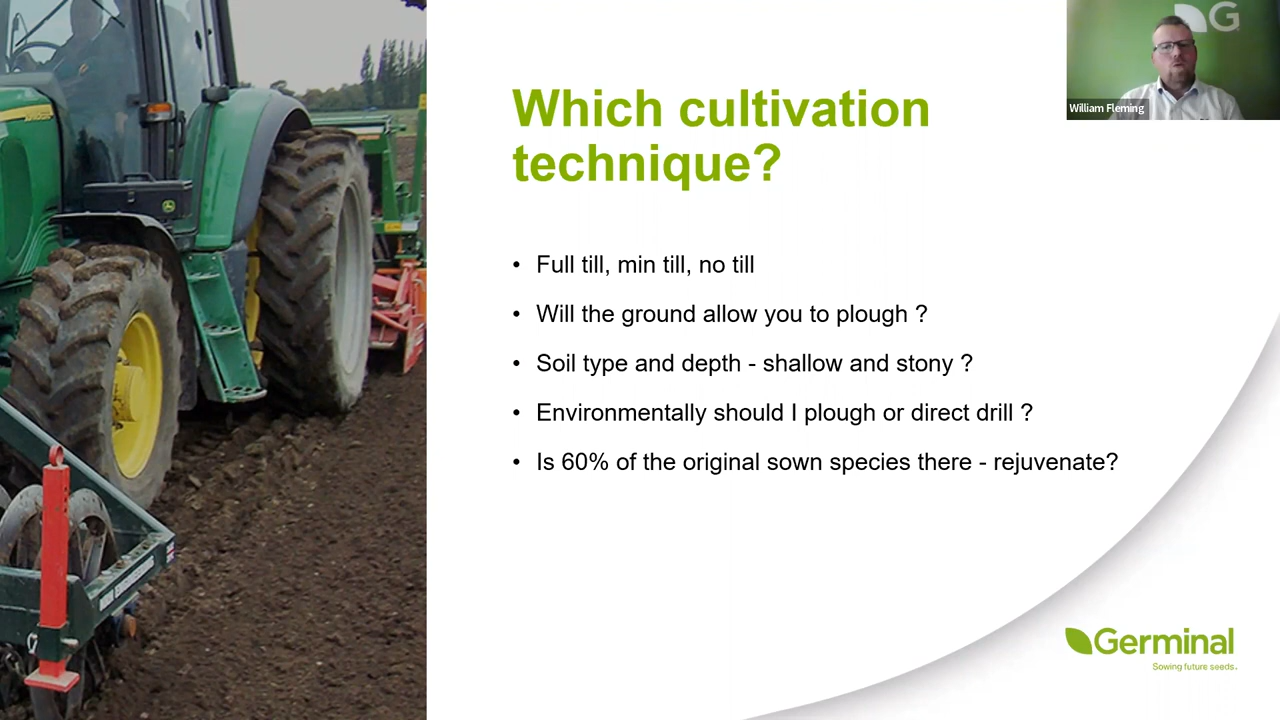 G
William Fleming
Which cultivation
technique?
• Full till, min till, no till
• Will the ground allow you to plough ?
• Soil type and depth - shallow and stony ?
• Environmentally should I plough or direct drill ?
• Is 60% of the original sown species there - rejuvenate?
Germinal
Sowing future seeds.